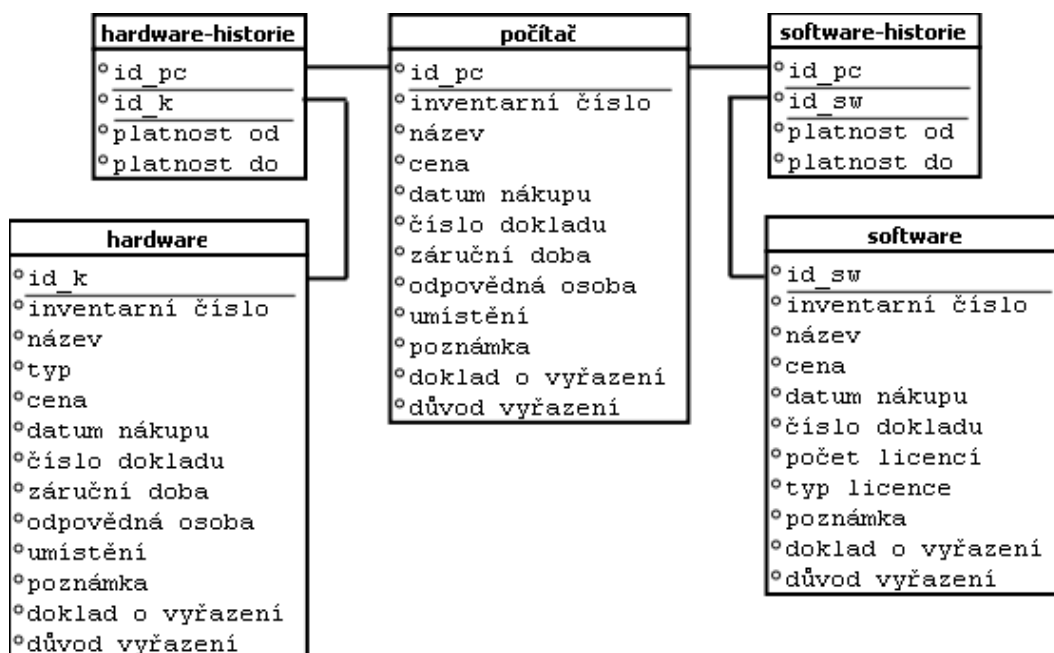 hardware-historie
id_pc
id_k
platnost od
platnost do
počítač
id_pc
inventarní číslo
název
cena
datum nákupu
číslo dokladu
záruční doba
odpovědná osoba
umístění
poznámka
doklad o vyřazení
důvod vyřazení
software-historie
id_pc
id_sw
platnost od
platnost do
hardware
id_k
inventarní číslo
název
typ
cena
datum nákupu
číslo dokladu
záruční doba
odpovědná osoba
umístění
poznámka
doklad o vyřazení
důvod vyřazení
software
id_sw
inventarní číslo
název
cena
datum nákupu
číslo dokladu
počet licencí
typ licence
poznámka
doklad o vyřazení
důvod vyřazení